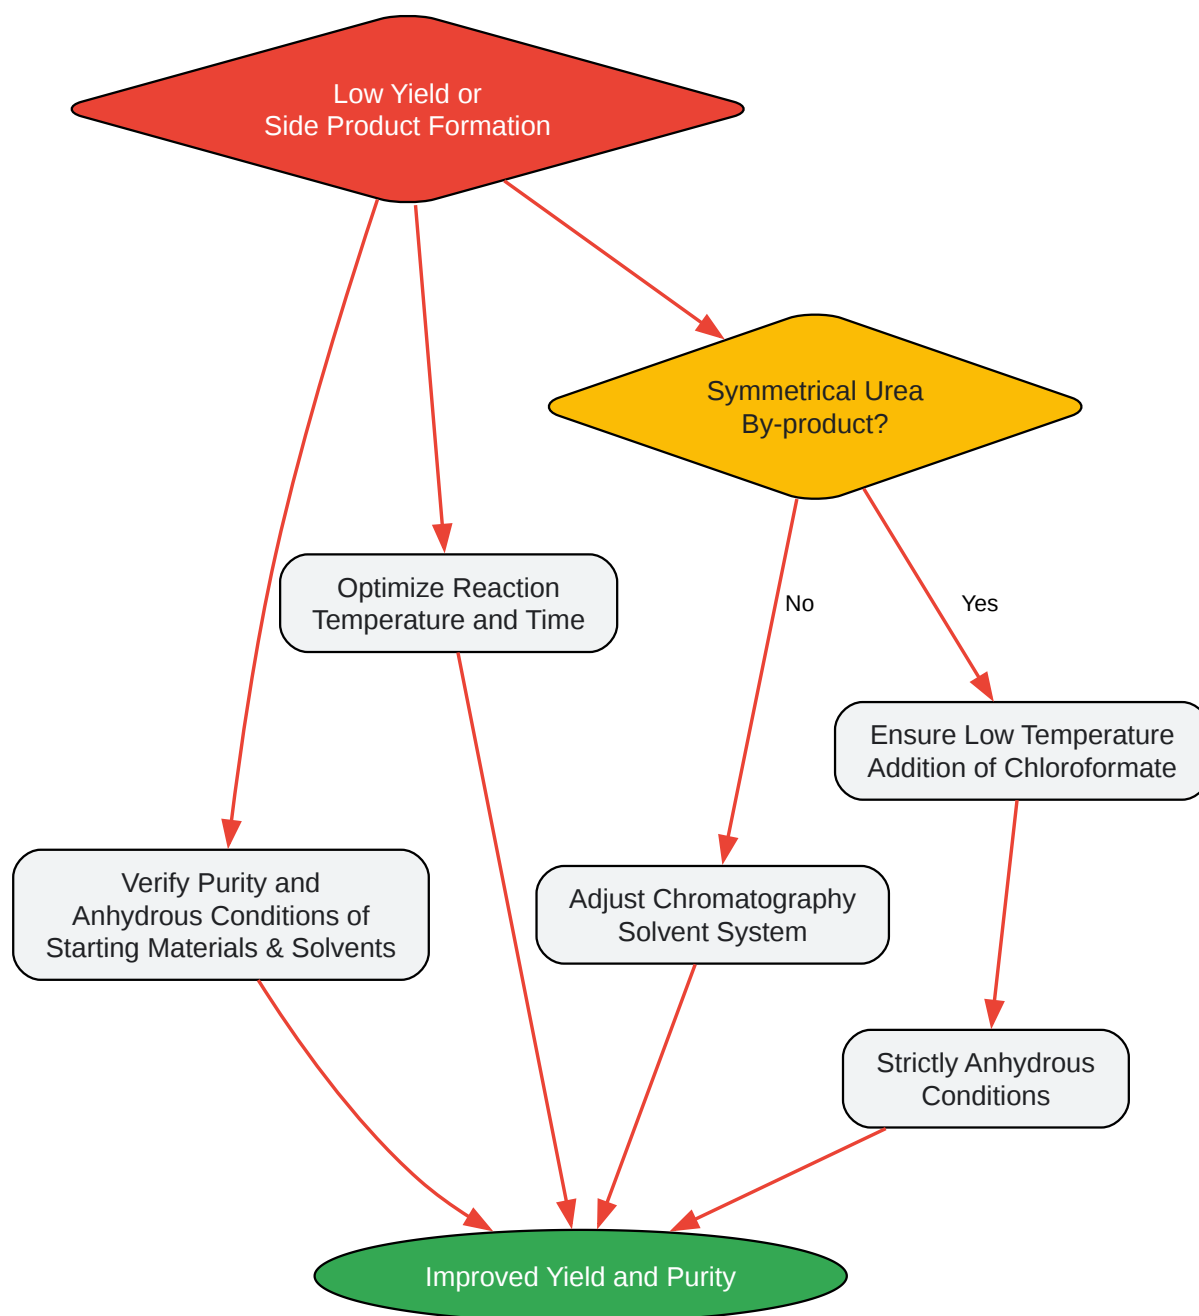 Low Yield or
Side Product Formation
Symmetrical Urea
By-product?
Optimize Reaction
Temperature and Time
No
Yes
Ensure Low Temperature
Addition of Chloroformate
Verify Purity and
Anhydrous Conditions of
Starting Materials & Solvents
Adjust Chromatography
Solvent System
Strictly Anhydrous
Conditions
Improved Yield and Purity